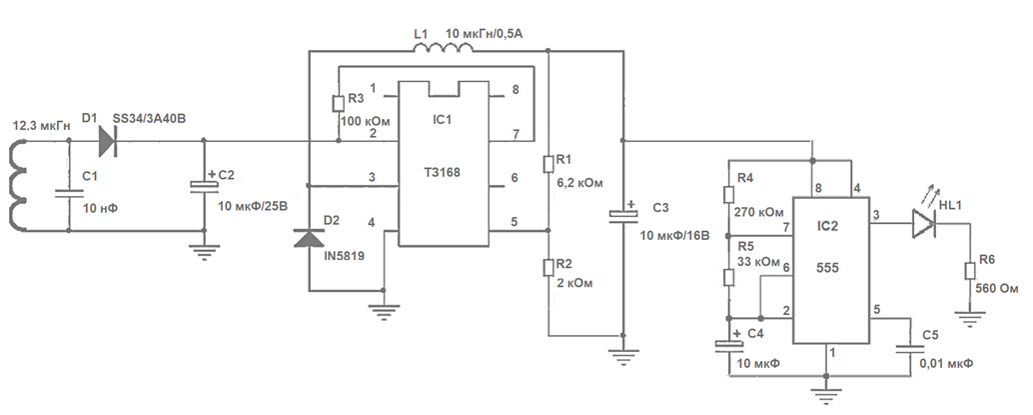 L1 10 мкГн/0,5А
12,3 мкГн
D1 SS34/3A40B
C1
10 нФ
C2
10 мкФ/25В
+
R3
100 кОм
1
2
3
4
8
7
6
5
IC1
T3168
D2
IN5819
R1
6,2 кОм
R2
2 кОм
+
C3
10 мкФ/16В
R4
270 кОм
R5
33 кОм
+
C4
10 мкФ
8
4
7
6
2
3
5
1
IC2
555
HL1
R6
560 Ом
C5
0,01 мкФ